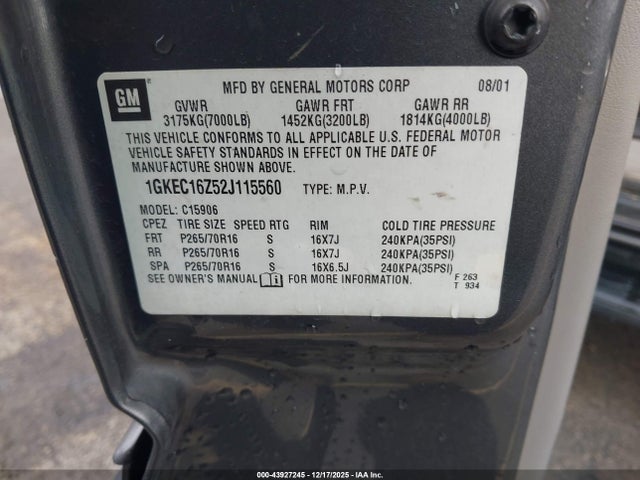 GM
MFD BY GENERAL MOTORS CORP 08/01
GVWR GAWR FRT GAWR RR
3175KG(7000LB) 1452KG(3200LB) 1814KG(4000LB)
THIS VEHICLE CONFORMS TO ALL APPLICABLE U.S. FEDERAL MOTOR
VEHICLE SAFETY STANDARDS IN EFFECT ON THE DATE OF
MANUFACTURE SHOWN ABOVE.
1GKEC16Z52J115560 TYPE: M.P.V.
MODEL: C15906
CPEZ TIRE SIZE SPEED RTG RIM COLD TIRE PRESSURE
FRT P265/70R16 S 16X7J 240KPA(35PSI)
RR P265/70R16 S 16X7J 240KPA(35PSI)
SPA P265/70R16 S 16X6.5J 240KPA(35PSI)
SEE OWNER'S MANUAL FOR MORE INFORMATION.
F 263
T 934
000-43927245 - 12/17/2025 - IAA Inc.